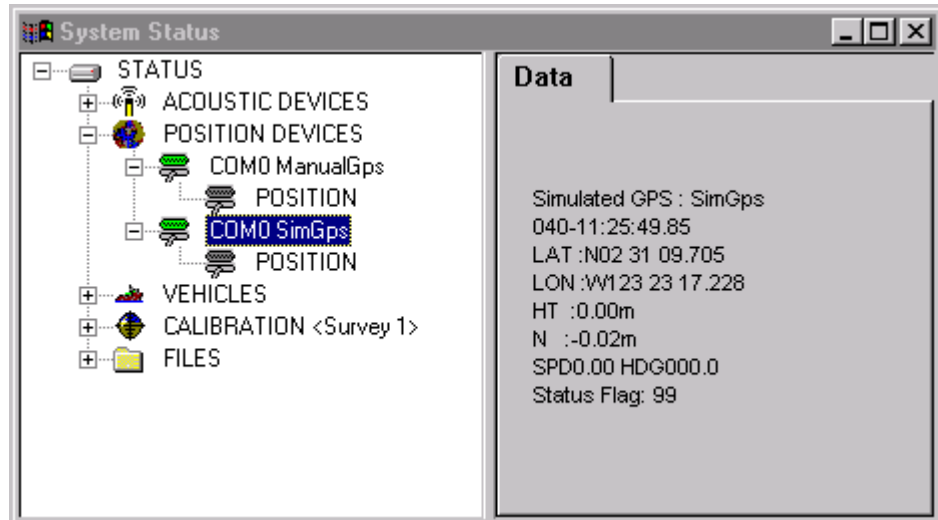 System Status
STATUS
ACOUSTIC DEVICES
POSITION DEVICES
COM0 ManualGps
POSITION
COM0 SimGps
POSITION
VEHICLES
CALIBRATION <Survey 1>
FILES
Data
Simulated GPS : SimGps
040-11:25:49.85
LAT :N02 31 09.705
LON :W123 23 17.228
HT :0.00m
N :-0.02m
SPD0.00 HDG000.0
Status Flag: 99